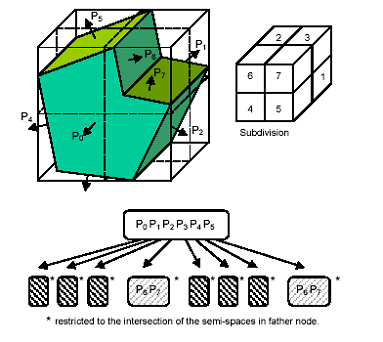 P5
P6
P1
P7
P4
P0
P2
2 3
6 7
1
4 5
Subdivision
P0 P1 P2 P3 P4 P5
* * * * * * * *
P6 P7
P6 P7
* restricted to the intersection of the semi-spaces in father node.